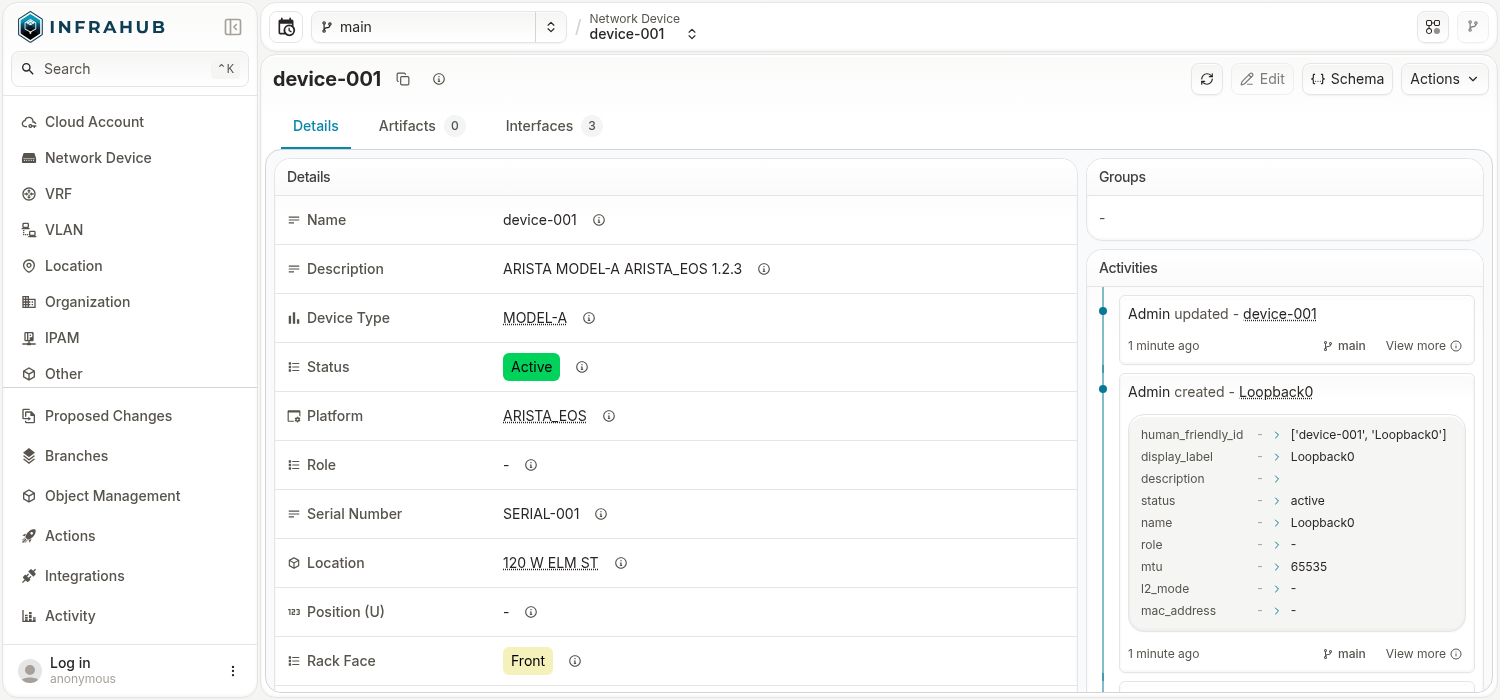 INFRAHUB
Search
^K
Cloud Account
Network Device
VRF
VLAN
Location
Organization
IPAM
Other
Proposed Changes
Branches
Object Management
Actions
Integrations
Activity
Log in
anonymous
main
/
Network Device
device-001
device-001
Edit
{.} Schema
Actions
Details
Artifacts 0
Interfaces 3
Details
Name device-001
Description ARISTA MODEL-A ARISTA_EOS 1.2.3
Device Type MODEL-A
Status Active
Platform ARISTA_EOS
Role -
Serial Number SERIAL-001
Location 120 W ELM ST
123 Position (U) -
Rack Face Front
Groups
-
Activities
Admin updated - device-001
1 minute ago main View more
Admin created - Loopback0
human_friendly_id - > ['device-001', 'Loopback0']
display_label - > Loopback0
description - >
status - > active
name - > Loopback0
role - > -
mtu - > 65535
l2_mode - > -
mac_address - > -
1 minute ago main View more